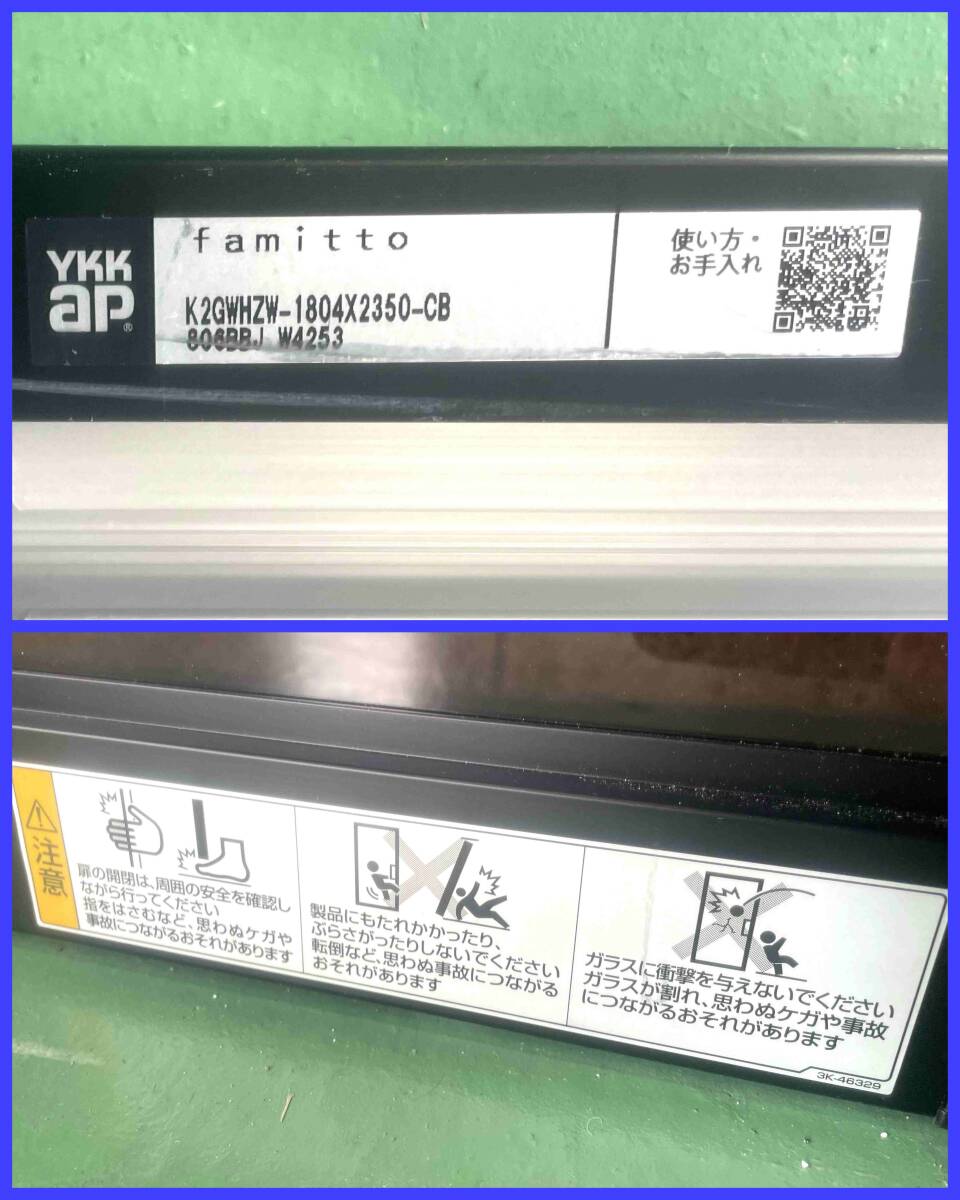 YKK
ap®
famitto
K2GWHZW-1804X2350-CB
806BBJ W4253
使い方・
お手入れ
注意
扉の開閉は、周囲の安全を確認し
ながら行ってください
指をはさむなど、思わぬケガや
事故につながるおそれがあります
製品にもたれかかったり、
ぶらさがったりしないでください
転倒など、思わぬ事故につながる
おそれがあります
ガラスに衝撃を与えないでください
ガラスが割れ、思わぬケガや事故
につながるおそれがあります
3K-46329